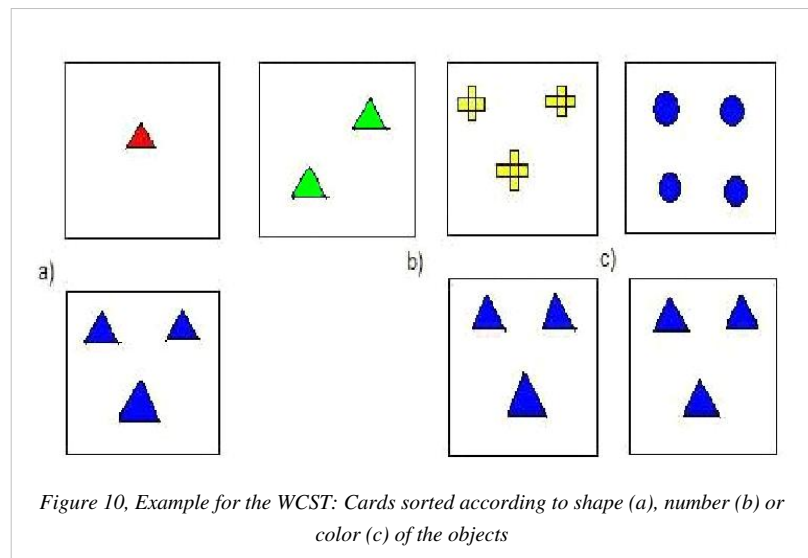 a)
b)
c)
Figure 10, Example for the WCST: Cards sorted according to shape (a), number (b) or
color (c) of the objects